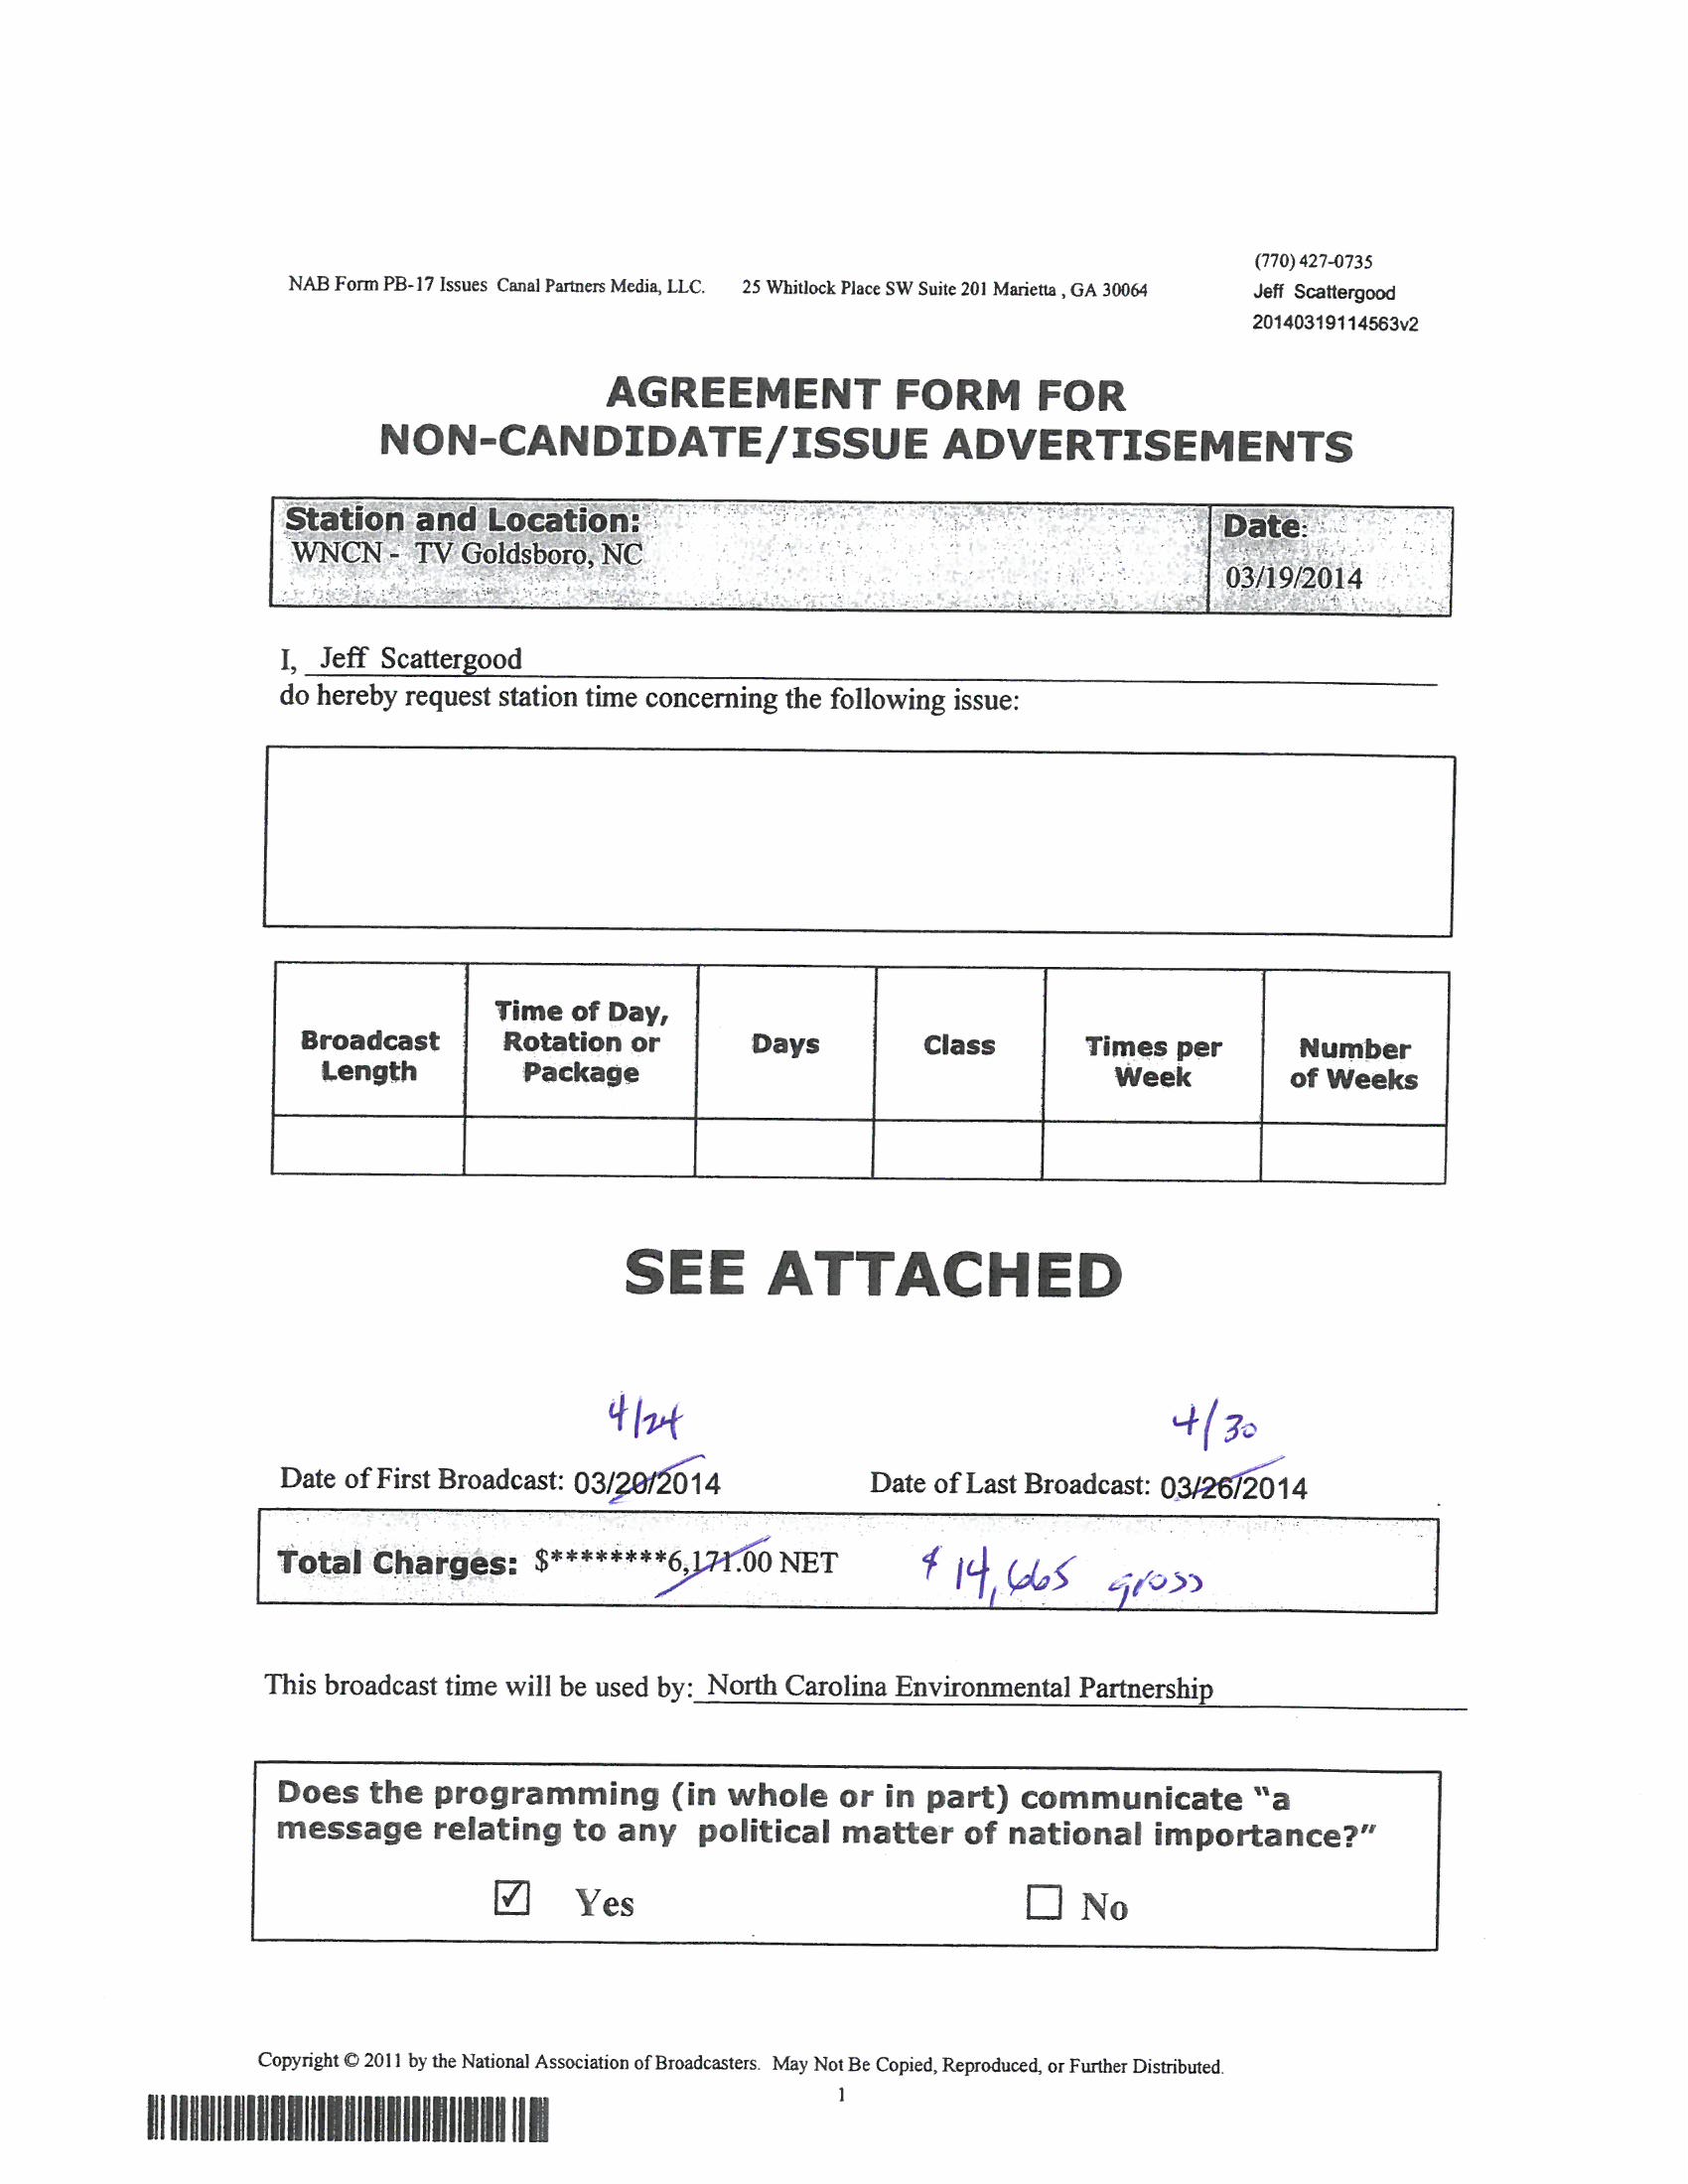 (770) 427-0735
NAB Form PB-17 Issues Canal Partners Media, LLC. 25 Whitlock Place SW Suite 201 Marietta , GA 30064
Jeff Scattergood
20140319114563v2
AGREEMENT FORM FOR
NON-CANDIDATE/ISSUE ADVERTISEMENTS
Station and Location:
WNCN - TV Goldsboro, NC
Date:
03/19/2014
I, Jeff Scattergood
do hereby request station time concerning the following issue:
Broadcast
Length
Time of Day,
Rotation or
Package
Days
Class
Times per
Week
Number
of Weeks
SEE ATTACHED
4/24
4/30
Date of First Broadcast: 03/20/2014 Date of Last Broadcast: 03/26/2014
Total Charges: $*********6,171.00 NET $14,665 gross
This broadcast time will be used by: North Carolina Environmental Partnership
Does the programming (in whole or in part) communicate "a
message relating to any political matter of national importance?"
☑ Yes ☐ No
Copyright © 2011 by the National Association of Broadcasters. May Not Be Copied, Reproduced, or Further Distributed.
1